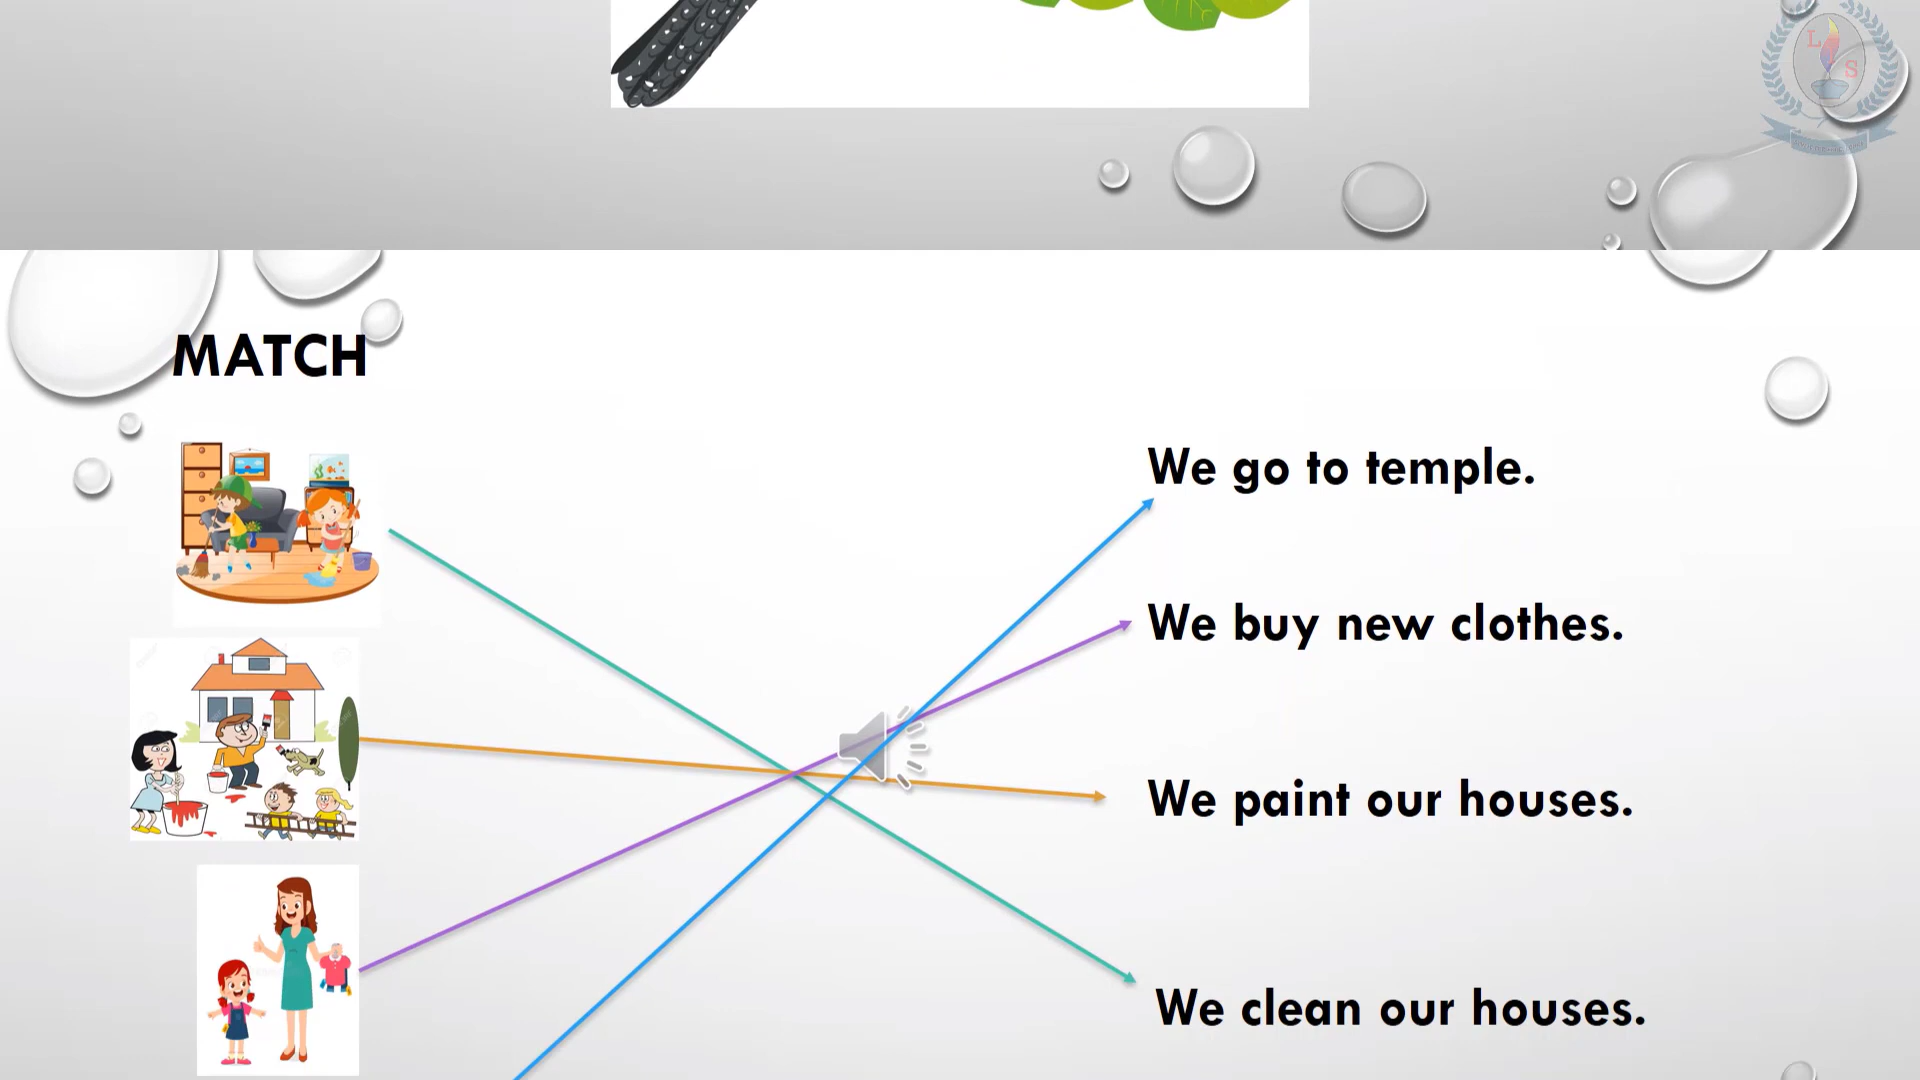 L
S
MATCH
We go to temple.
We buy new clothes.
We paint our houses.
We clean our houses.